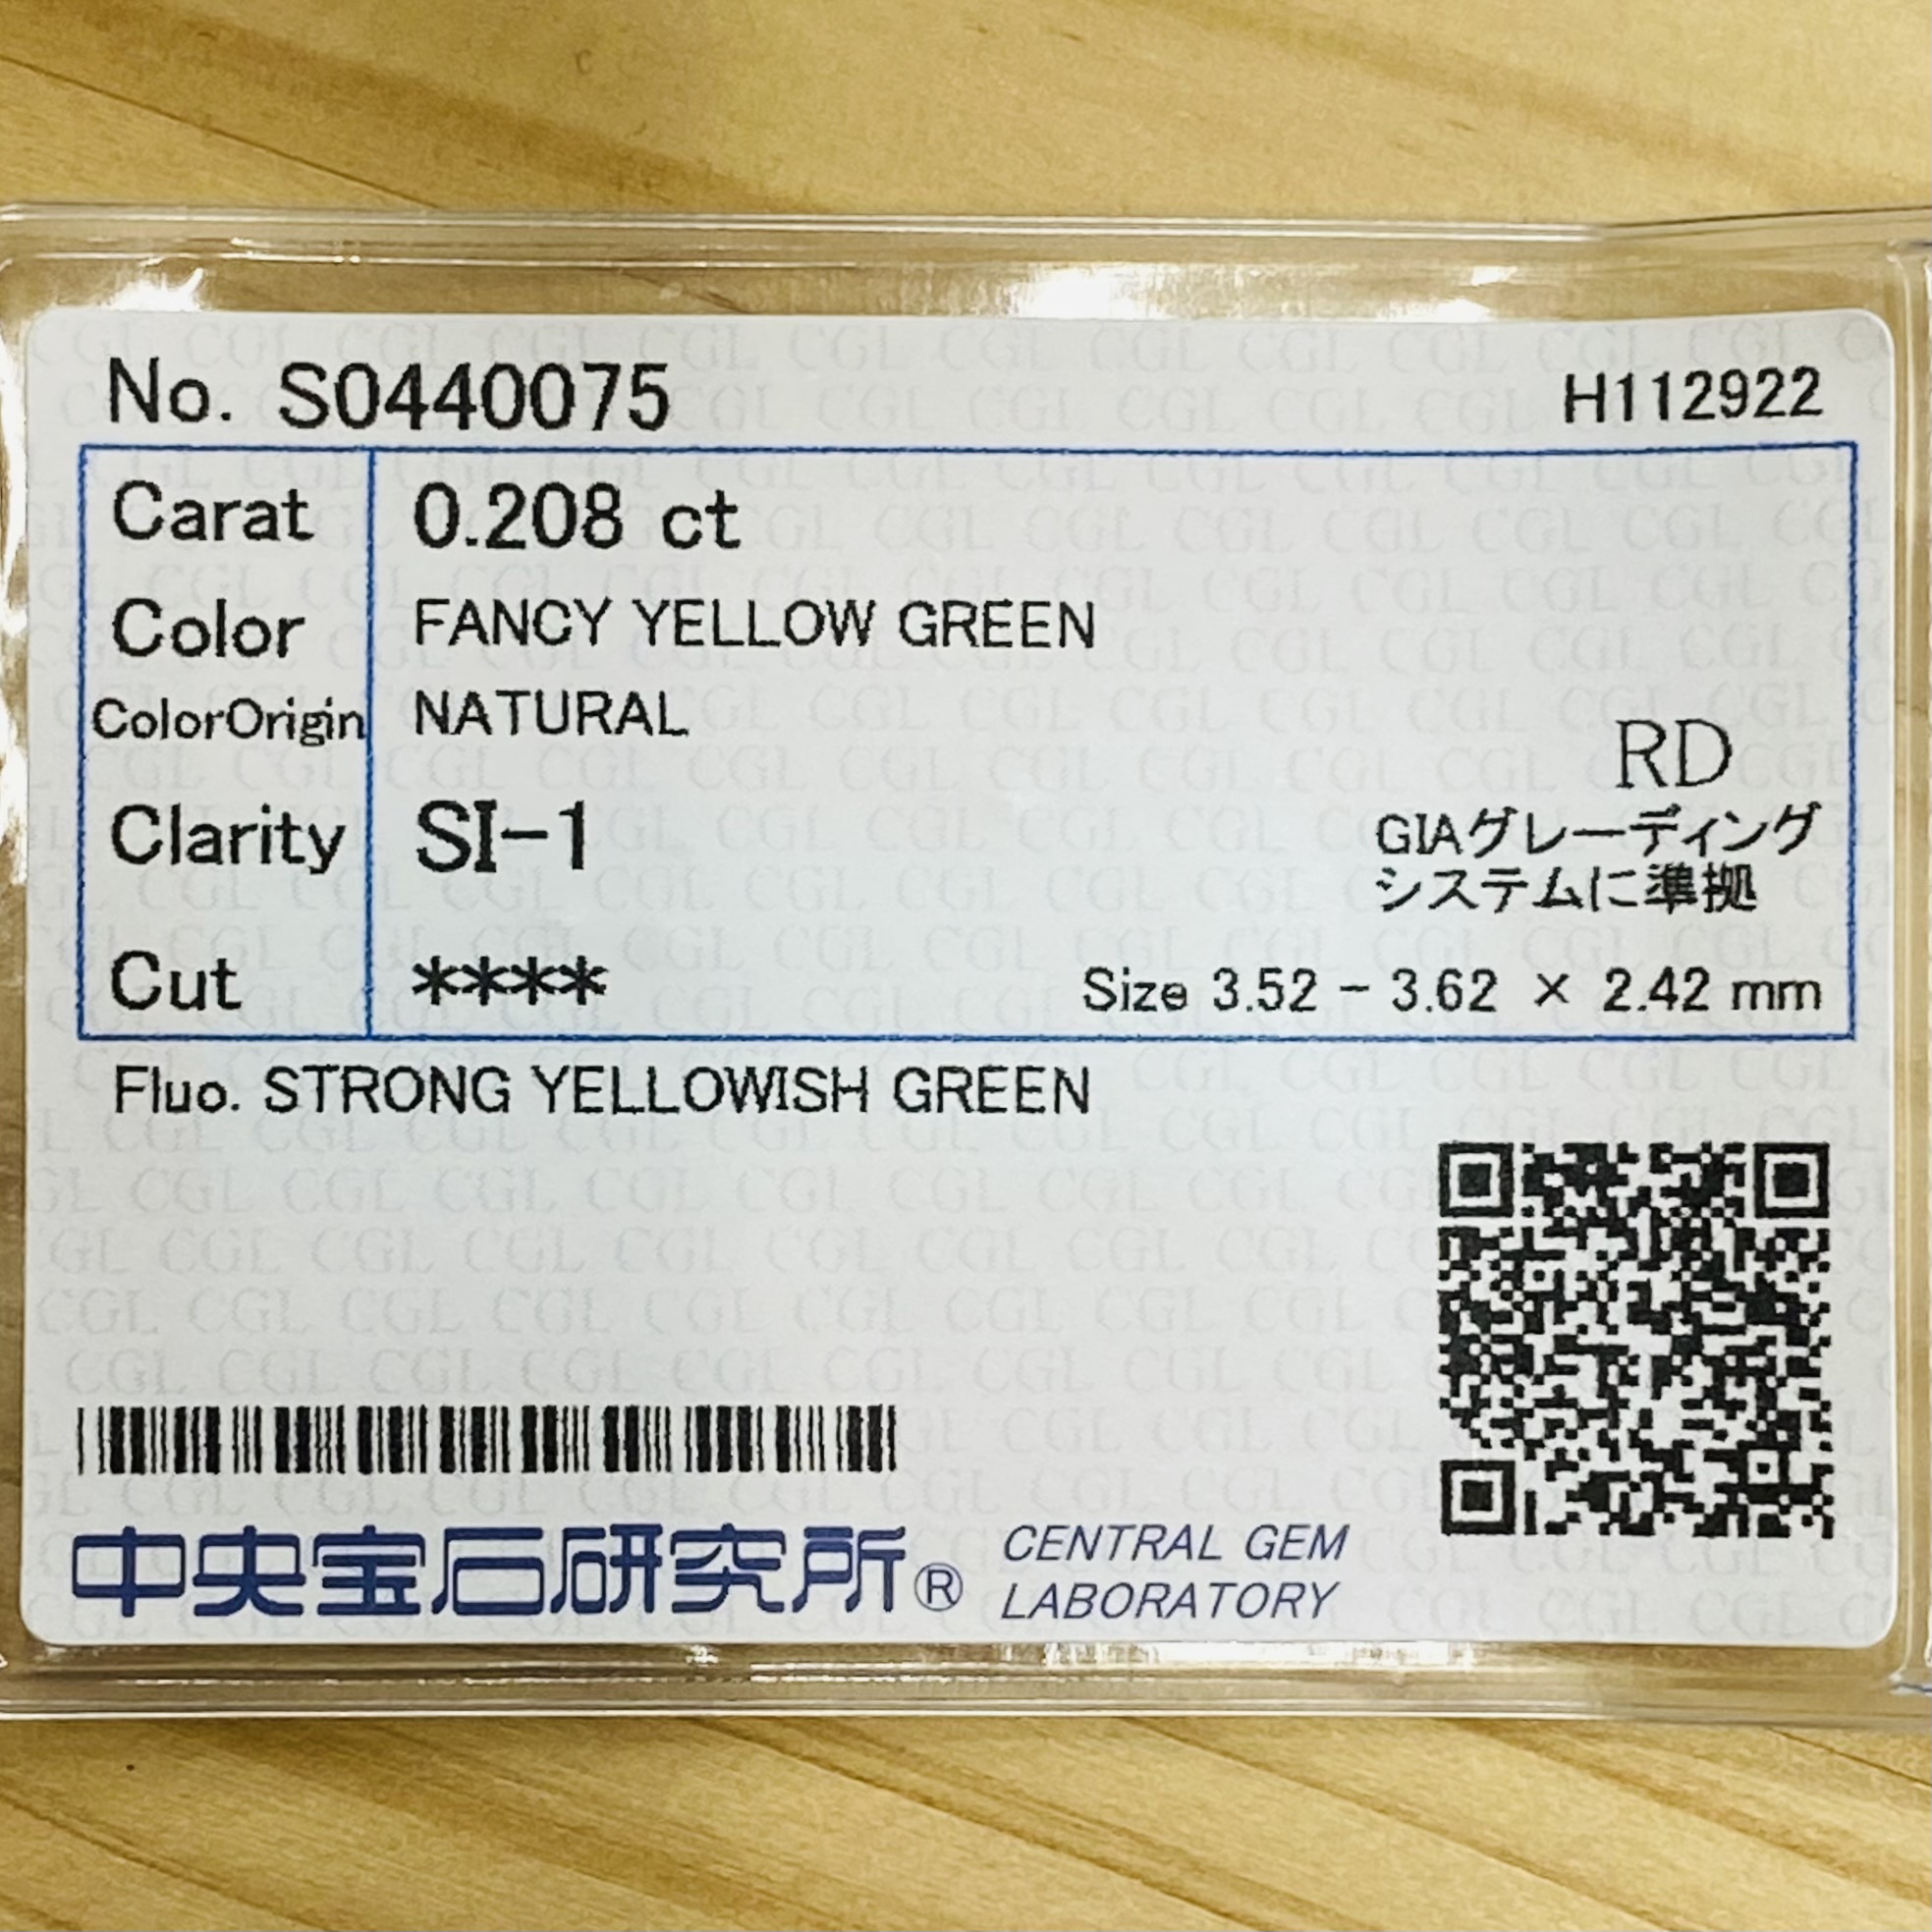 No. S0440075
H112922
Carat 0.208 ct
Color FANCY YELLOW GREEN
ColorOrigin NATURAL
RD
Clarity SI-1
GIAグレーディング
システムに準拠
Cut ****
Size 3.52 - 3.62 × 2.42 mm
Fluo. STRONG YELLOWISH GREEN
中央宝石研究所®
CENTRAL GEM
LABORATORY